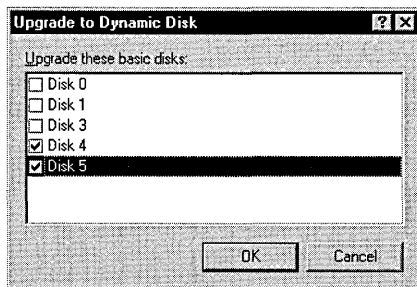 Upgrade to Dynamic Disk
Upgrade these basic disks:
Disk 0
Disk 1
Disk 3
Disk 4
Disk 5
OK Cancel